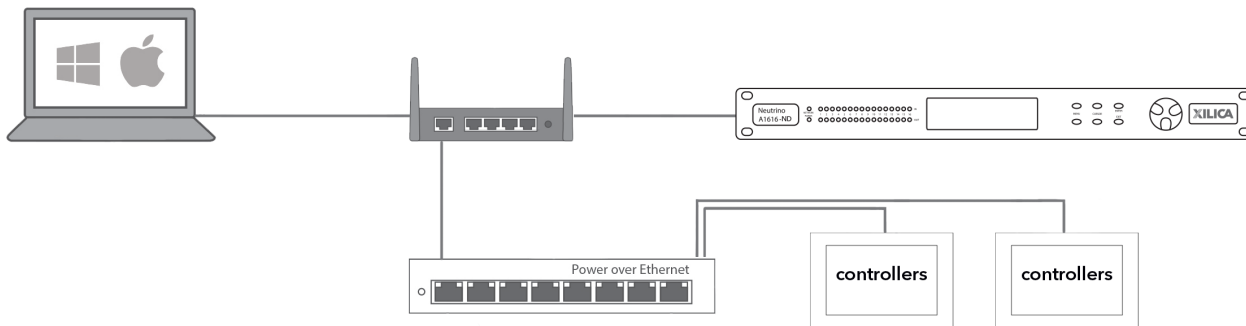 Neutrino
A1616-ND
XILICA
Power over Ethernet
controllers
controllers